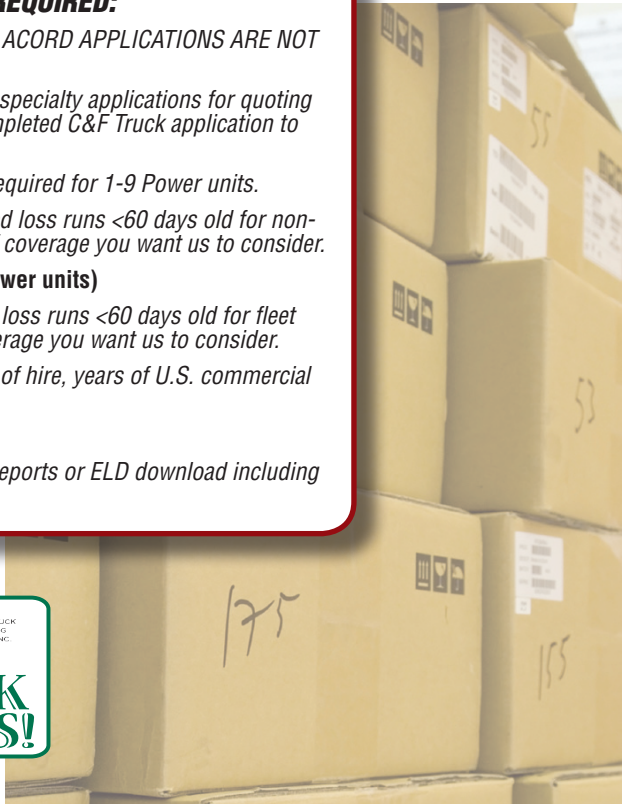 REQUIRED:
ACORD APPLICATIONS ARE NOT
specialty applications for quoting
mpleted C&F Truck application to
equired for 1-9 Power units.
d loss runs <60 days old for non-
coverage you want us to consider.
wer units)
loss runs <60 days old for fleet
erage you want us to consider.
of hire, years of U.S. commercial
eports or ELD download including
UCK
G
NC.
K
S!
55
53
175
155